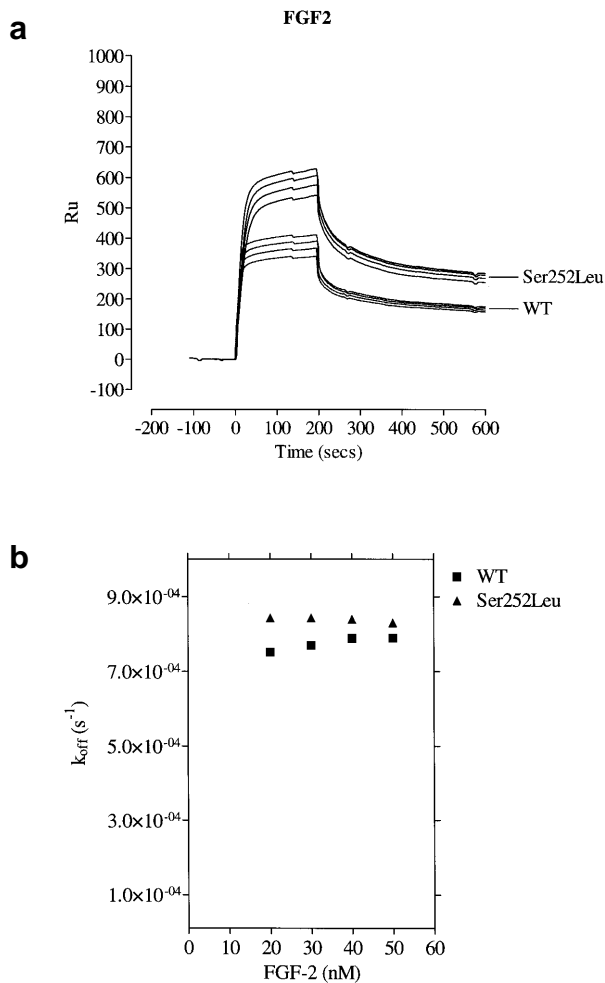 a
FGF2
1000
900
800
700
600
500
400
300
200
100
0
-100
Ru
Ser252Leu
WT
-200 -100 0 100 200 300 400 500 600
Time (secs)
b
WT
Ser252Leu
9.0×10⁻⁰⁴
7.0×10⁻⁰⁴
5.0×10⁻⁰⁴
3.0×10⁻⁰⁴
1.0×10⁻⁰⁴
k_off (s⁻¹)
0 10 20 30 40 50 60
FGF-2 (nM)